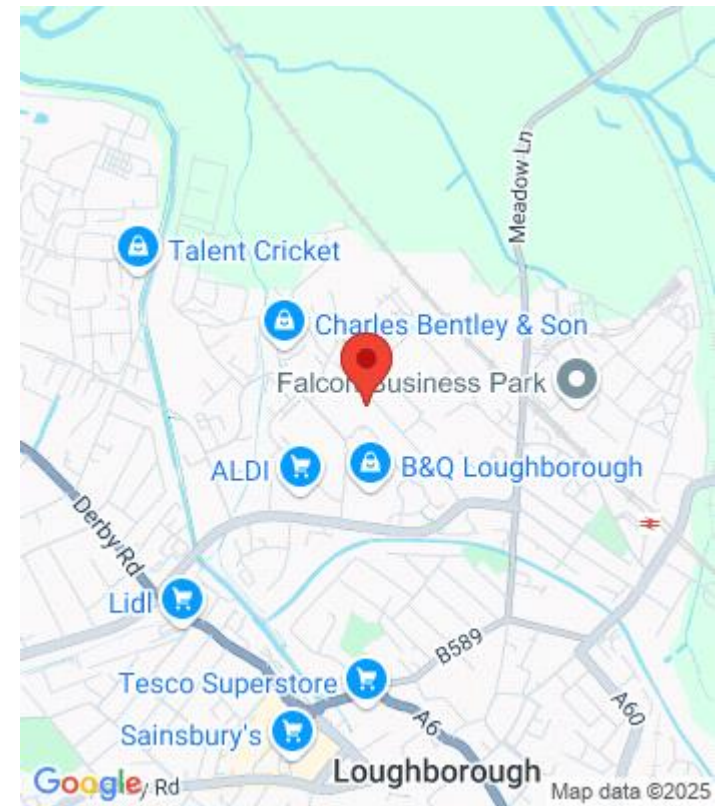 Meadow Ln
Talent Cricket
Charles Bentley & Son
Falcon Business Park
ALDI
B&Q Loughborough
Derby Rd
Lidl
B589
Tesco Superstore
A60
A6
Sainsbury's
Loughborough
Google
Rd
Map data ©2025